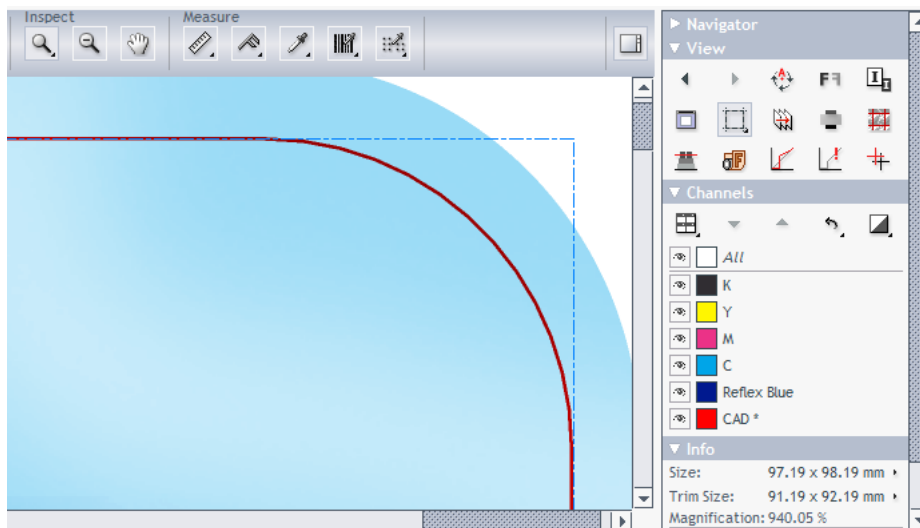 Inspect
Measure
Navigator
View
Channels
All
K
Y
M
C
Reflex Blue
CAD *
Info
Size: 97.19 x 98.19 mm
Trim Size: 91.19 x 92.19 mm
Magnification: 940.05 %